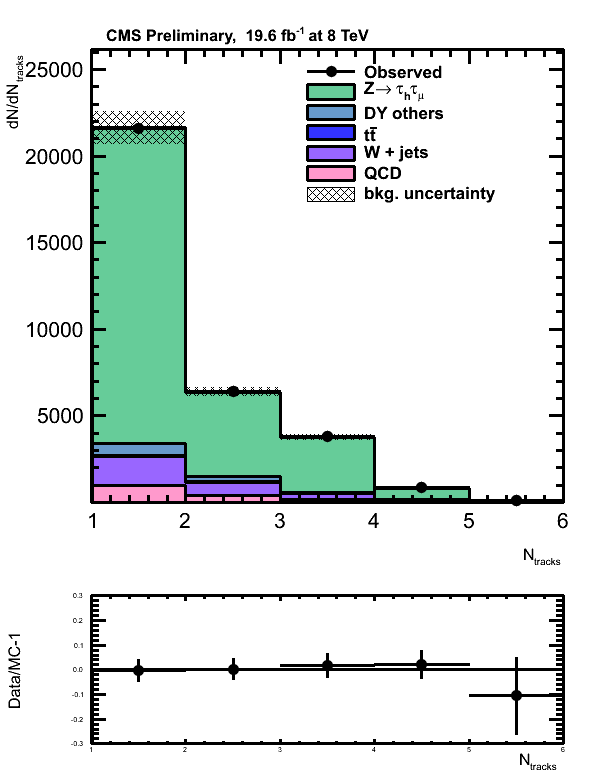 CMS Preliminary, 19.6 fb-1 at 8 TeV
dN/dNtracks
25000
20000
15000
10000
5000
Observed
Z→ τhτμ
DY others
tt̄
W + jets
QCD
bkg. uncertainty
1 2 3 4 5 6
Ntracks
Data/MC-1
0.3
0.2
0.1
0.0
-0.1
-0.2
-0.3
1 2 3 4 5 6
Ntracks